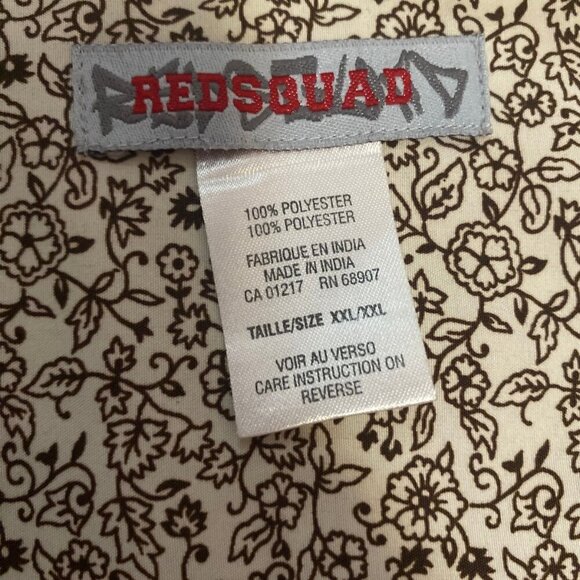 REDSQUAD
100% POLYESTER
100% POLYESTER
FABRIQUE EN INDIA
MADE IN INDIA
CA 01217 RN 68907
TAILLE/SIZE XXL/XXL
VOIR AU VERSO
CARE INSTRUCTION ON
REVERSE